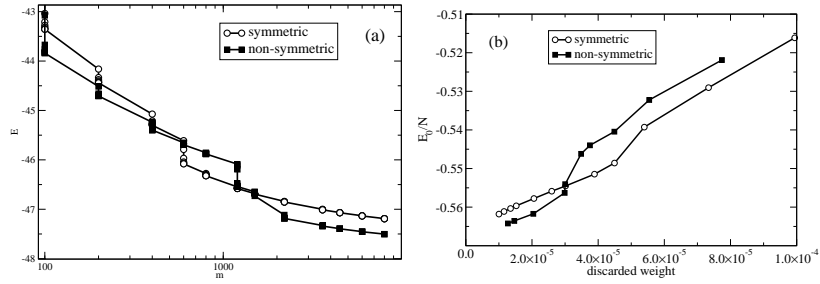 -43
-44
-45
-46
-47
-48
E
100
1000
m
symmetric
non-symmetric
(a)
-0.51
-0.52
-0.53
-0.54
-0.55
-0.56
E0/N
0.0
2.0×10^-5
4.0×10^-5
6.0×10^-5
8.0×10^-5
1.0×10^-4
discarded weight
(b)
symmetric
non-symmetric